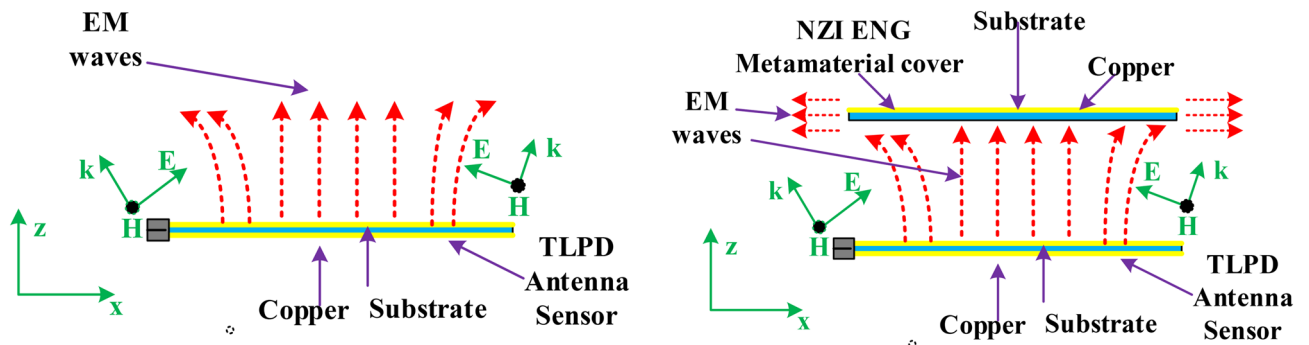 EM
waves
k
E
H
E
k
H
z
x
TLPD
Antenna
Sensor
Copper
Substrate
NZI ENG
Metamaterial cover
Substrate
Copper
EM
waves
k
E
H
E
k
H
z
x
TLPD
Antenna
Sensor
Copper
Substrate